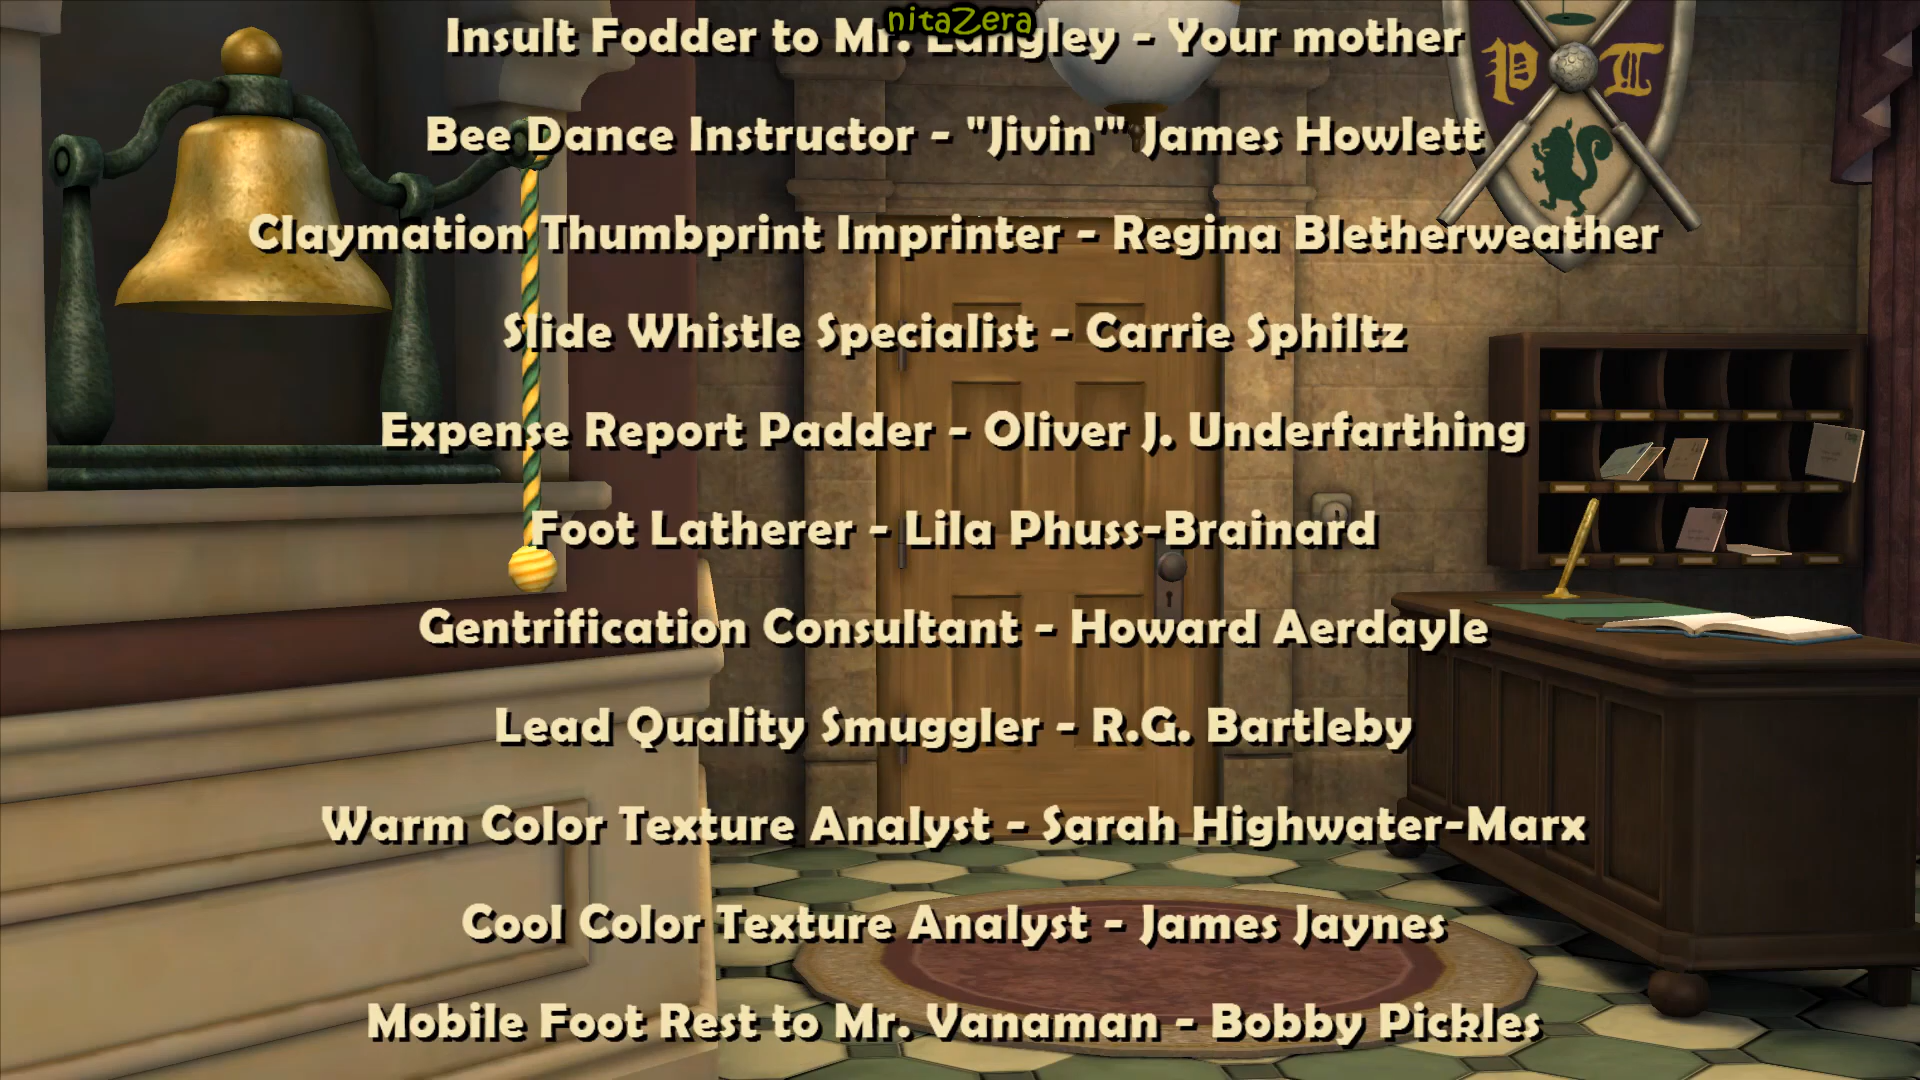 nitaZera
Insult Fodder to Mr. Langley - Your mother
Bee Dance Instructor - "Jivin'" James Howlett
Claymation Thumbprint Imprinter - Regina Bletherweather
Slide Whistle Specialist - Carrie Sphiltz
Expense Report Padder - Oliver J. Underfarthing
Foot Latherer - Lila Phuss-Brainard
Gentrification Consultant - Howard Aerdayle
Lead Quality Smuggler - R.G. Bartleby
Warm Color Texture Analyst - Sarah Highwater-Marx
Cool Color Texture Analyst - James Jaynes
Mobile Foot Rest to Mr. Vanaman - Bobby Pickles